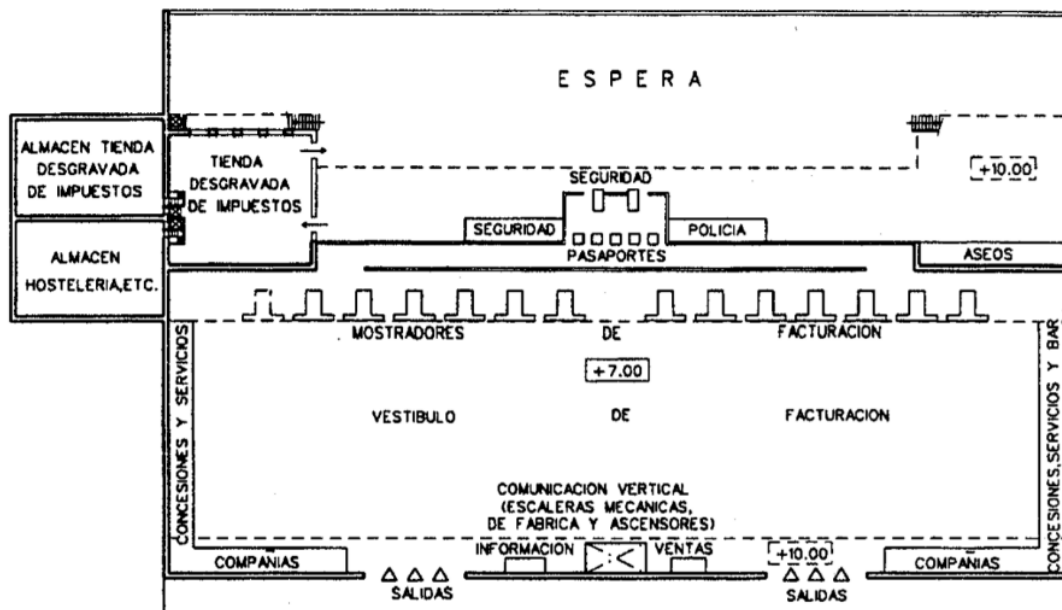 ESPERA
ALMACEN TIENDA
DESGRAVADA
DE IMPUESTOS
TIENDA
DESGRAVADA
DE IMPUESTOS
+10.00
SEGURIDAD
SEGURIDAD
POLICIA
PASAPORTES
ASEOS
ALMACEN
HOSTELERIA,ETC.
MOSTRADORES DE FACTURACION
+7.00
VESTIBULO DE FACTURACION
CONCESIONES Y SERVICIOS
CONCESIONES,SERVICIOS Y BAR
COMUNICACION VERTICAL
(ESCALERAS MECANICAS,
DE FABRICA Y ASCENSORES)
INFORMACION
VENTAS
+10.00
COMPAÑIAS
COMPAÑIAS
SALIDAS
SALIDAS